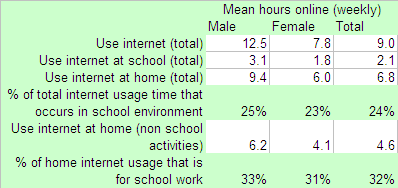 Mean hours online (weekly)
Male Female Total
Use internet (total) 12.5 7.8 9.0
Use internet at school (total) 3.1 1.8 2.1
Use internet at home (total) 9.4 6.0 6.8
% of total internet usage time that
occurs in school environment 25% 23% 24%
Use internet at home (non school
activities) 6.2 4.1 4.6
% of home internet usage that is
for school work 33% 31% 32%